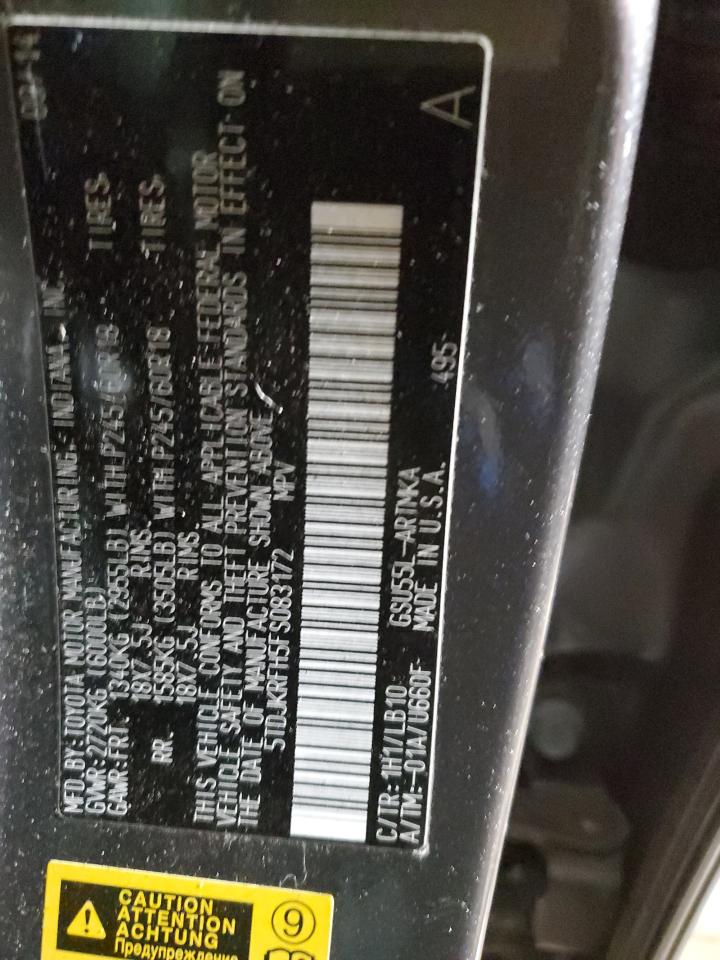 MFD BY:TOYOTA MOTOR MANUFACTURING, INDIANA, INC.
GVWR:2720KG (6000LB)
GAWR:FRT. 1340KG (2955LB) WITH P245/60R18 TIRES
18X7.5J RIMS,
RR. 1585KG (3505LB) WITH P245/60R18 TIRES
18X7.5J RIMS.
THIS VEHICLE CONFORMS TO ALL APPLICABLE FEDERAL MOTOR
VEHICLE SAFETY AND THEFT PREVENTION STANDARDS IN EFFECT ON
THE DATE OF MANUFACTURE SHOWN ABOVE.
5TDJKRFH5FS083172 MPV
C/TR: 1H1/LB10 GSU55L-ARTNKA 495
A/TM:-01A/U660F MADE IN U.S.A. A
CAUTION
ATTENTION
ACHTUNG
Предупреждение
9